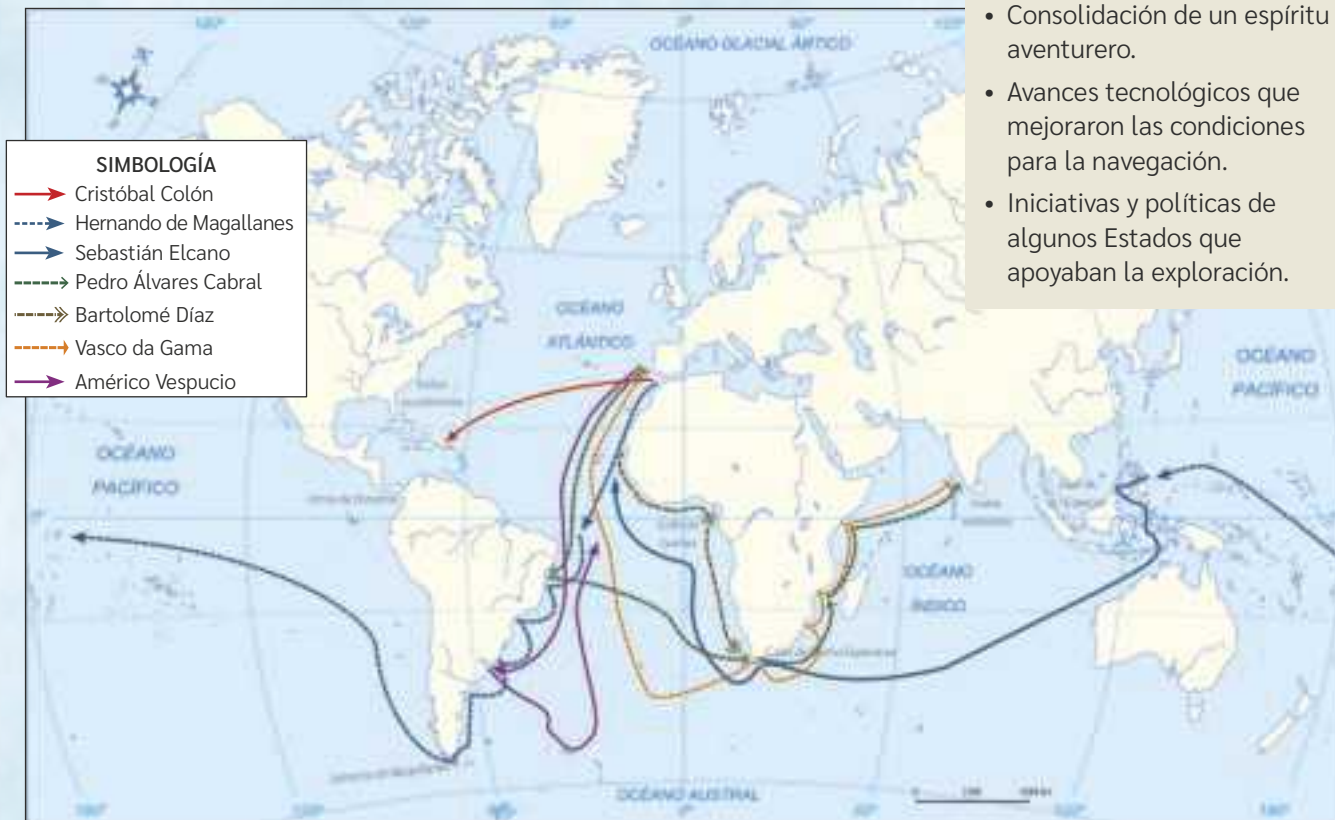 • Consolidación de un espíritu
aventurero.
• Avances tecnológicos que
mejoraron las condiciones
para la navegación.
• Iniciativas y políticas de
algunos Estados que
apoyaban la exploración.
SIMBOLOGÍA
Cristóbal Colón
Hernando de Magallanes
Sebastián Elcano
Pedro Álvares Cabral
Bartolomé Díaz
Vasco da Gama
Américo Vespucio
OCÉANO GLACIAL ÁRTICO
OCÉANO
ATLÁNTICO
OCÉANO
PACÍFICO
OCÉANO
PACÍFICO
OCÉANO
ÍNDICO
OCÉANO AUSTRAL